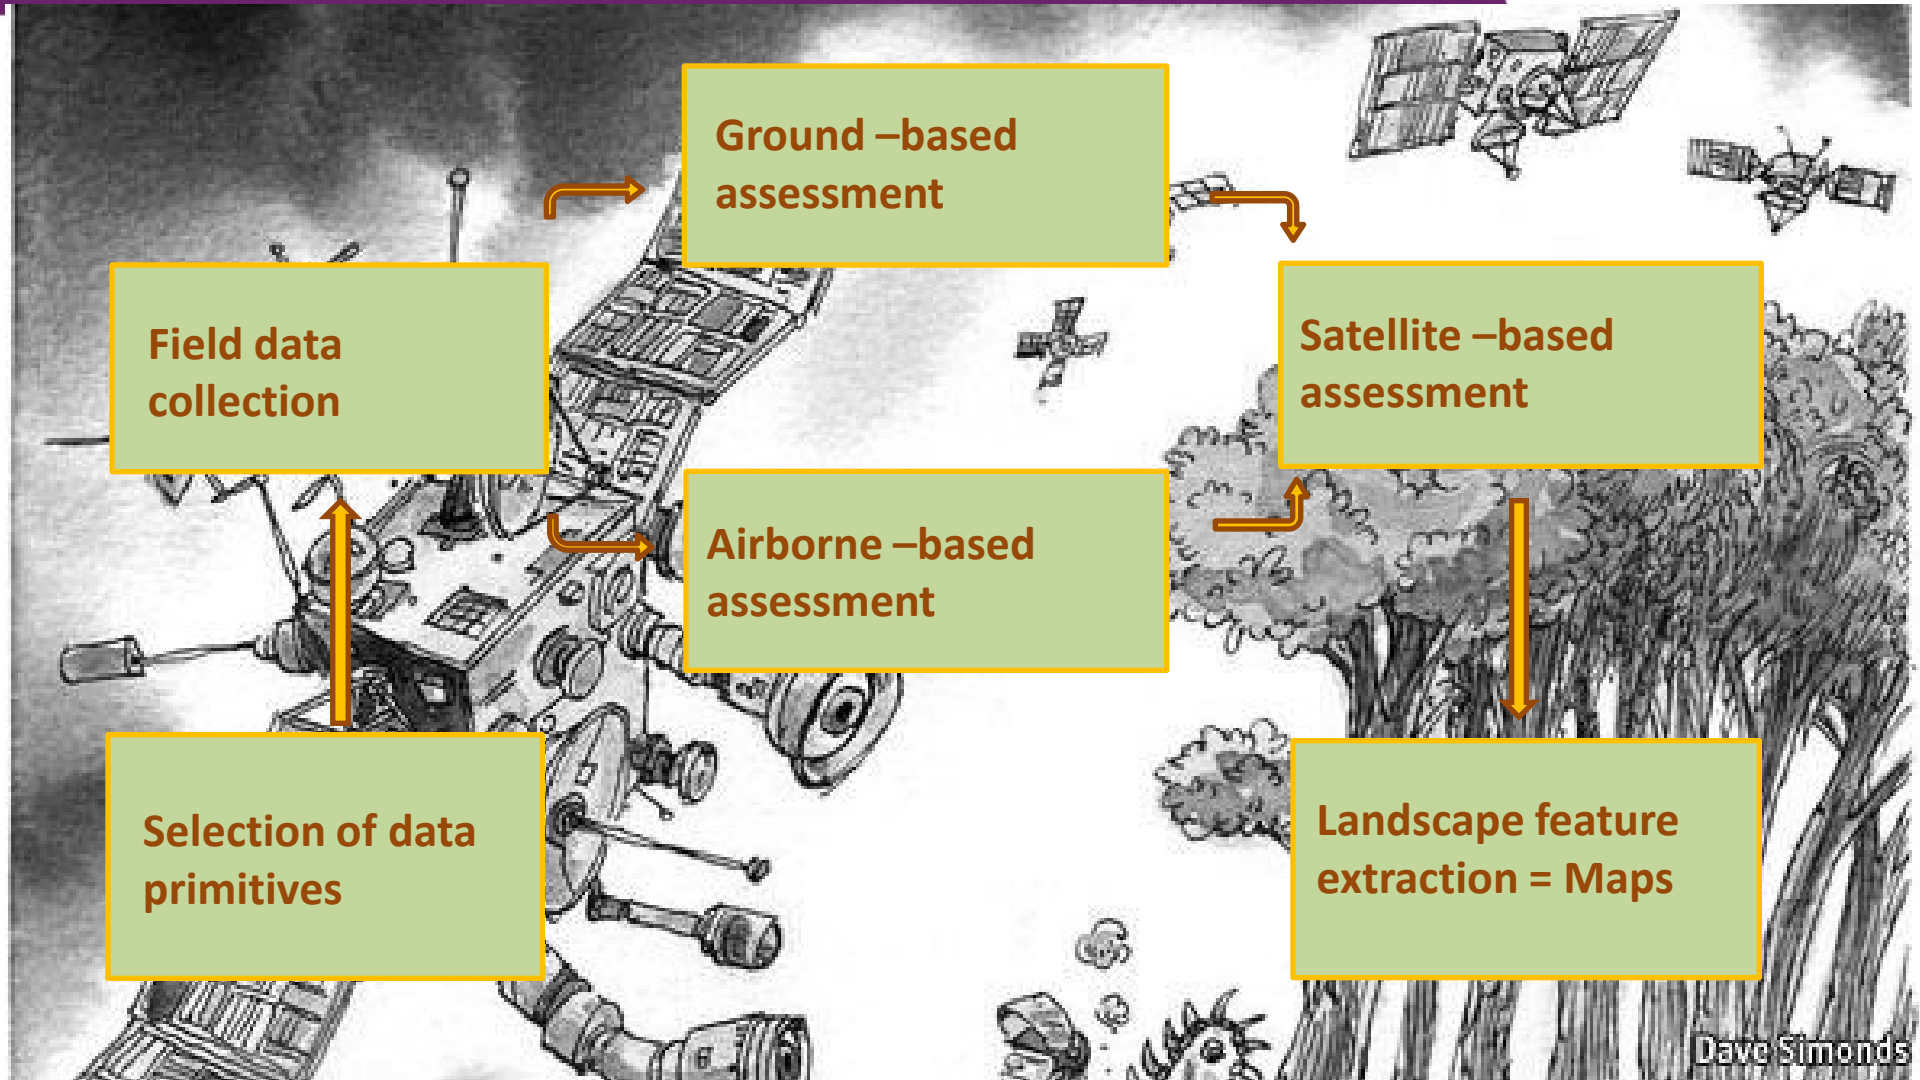 Ground –based
assessment
Field data
collection
Satellite –based
assessment
Airborne –based
assessment
Selection of data
primitives
Landscape feature
extraction = Maps
Dave Simonds